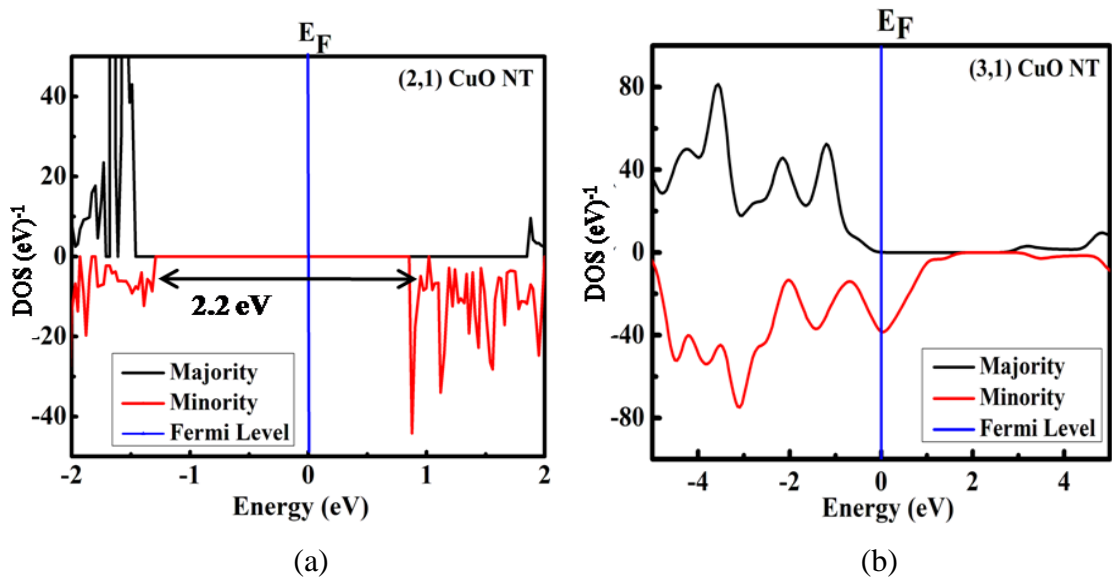 E_F
(2,1) CuO NT
DOS (eV)⁻¹
40
20
0
-20
-40
2.2 eV
Majority
Minority
Fermi Level
-2
-1
0
1
2
Energy (eV)
(a)
E_F
(3,1) CuO NT
DOS (eV)⁻¹
80
40
0
-40
-80
Majority
Minority
Fermi Level
-4
-2
0
2
4
Energy (eV)
(b)